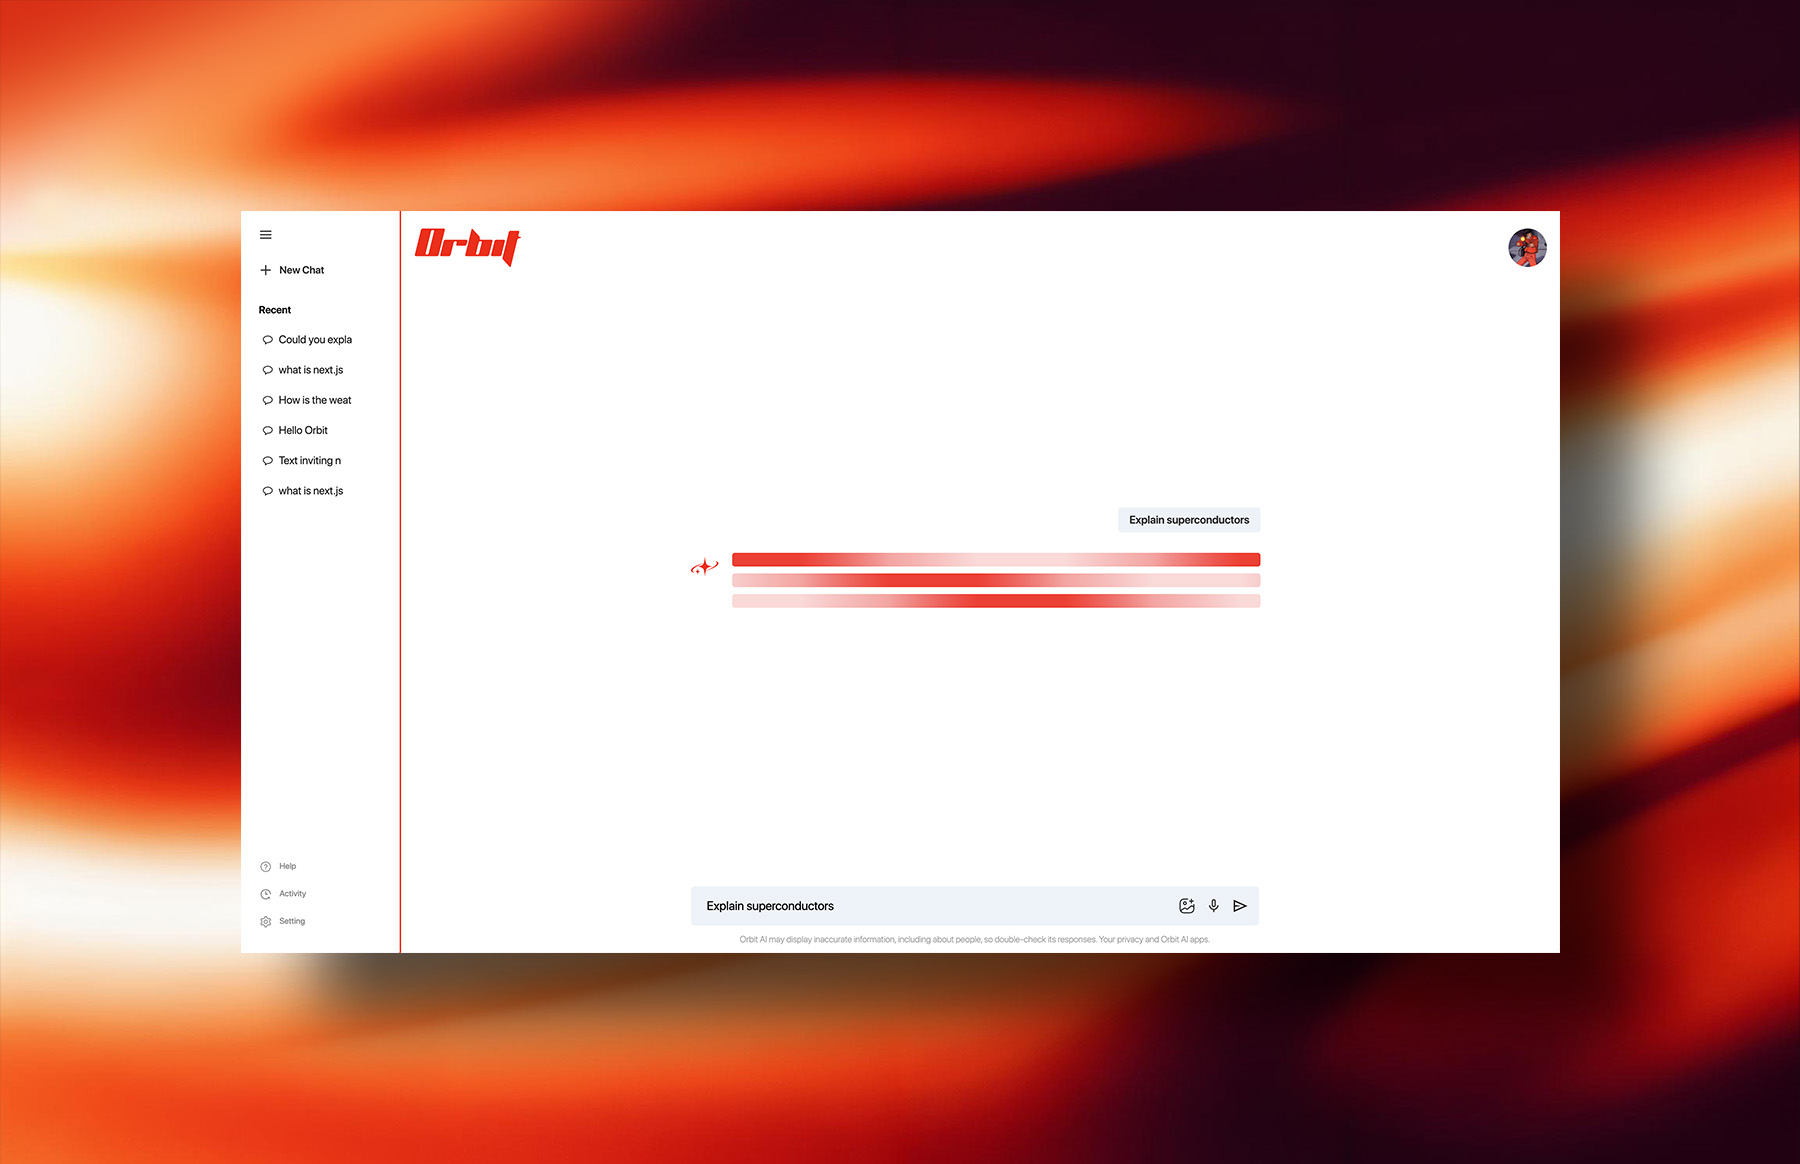 Orbit
New Chat
Recent
Could you expla
what is next.js
How is the weat
Hello Orbit
Text inviting n
what is next.js
Help
Activity
Setting
Explain superconductors
Explain superconductors
Orbit AI may display inaccurate information, including about people, so double-check its responses. Your privacy and Orbit AI apps.